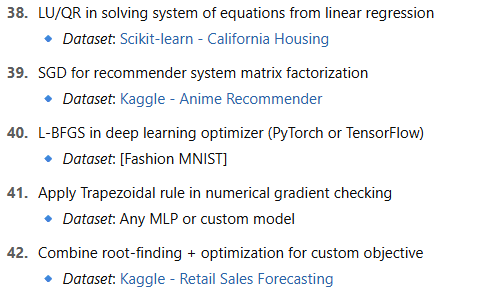 38. LU/QR in solving system of equations from linear regression
Dataset: Scikit-learn - California Housing
39. SGD for recommender system matrix factorization
Dataset: Kaggle - Anime Recommender
40. L-BFGS in deep learning optimizer (PyTorch or TensorFlow)
Dataset: [Fashion MNIST]
41. Apply Trapezoidal rule in numerical gradient checking
Dataset: Any MLP or custom model
42. Combine root-finding + optimization for custom objective
Dataset: Kaggle - Retail Sales Forecasting